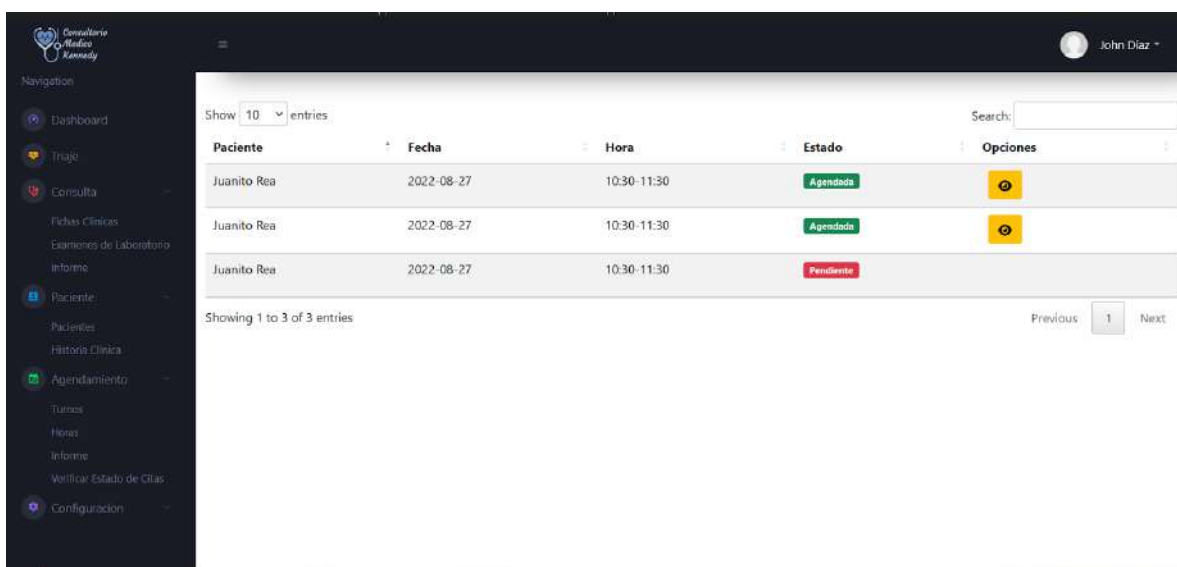 Consultorio
Medico
Kennedy
John Diaz
Navigation
Dashboard
Triaje
Consulta
Fichas Clinicas
Examenes de Laboratorio
Informe
Paciente
Pacientes
Historia Clinica
Agendamiento
Turnos
Horas
Informe
Verificar Estado de Citas
Configuracion
Show 10 entries
Search:
Paciente Fecha Hora Estado Opciones
Juanito Rea 2022-08-27 10:30-11:30 Agendada
Juanito Rea 2022-08-27 10:30-11:30 Agendada
Juanito Rea 2022-08-27 10:30-11:30 Pendiente
Showing 1 to 3 of 3 entries
Previous 1 Next